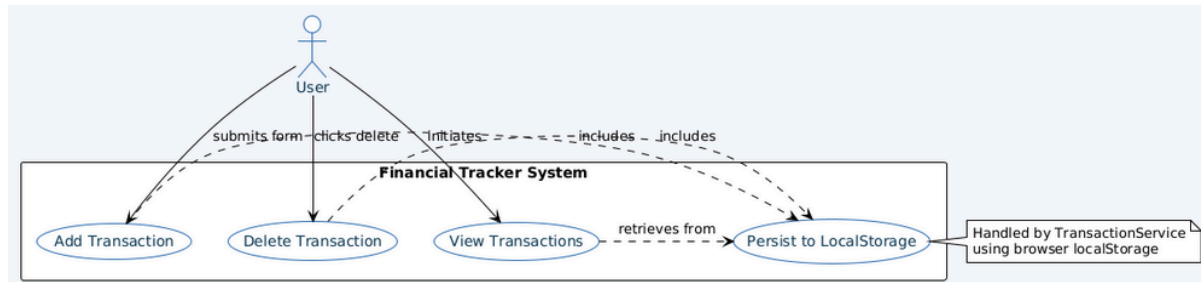 User
submits form
clicks delete
initiates
includes
includes
Financial Tracker System
Add Transaction
Delete Transaction
View Transactions
retrieves from
Persist to LocalStorage
Handled by TransactionService
using browser localStorage